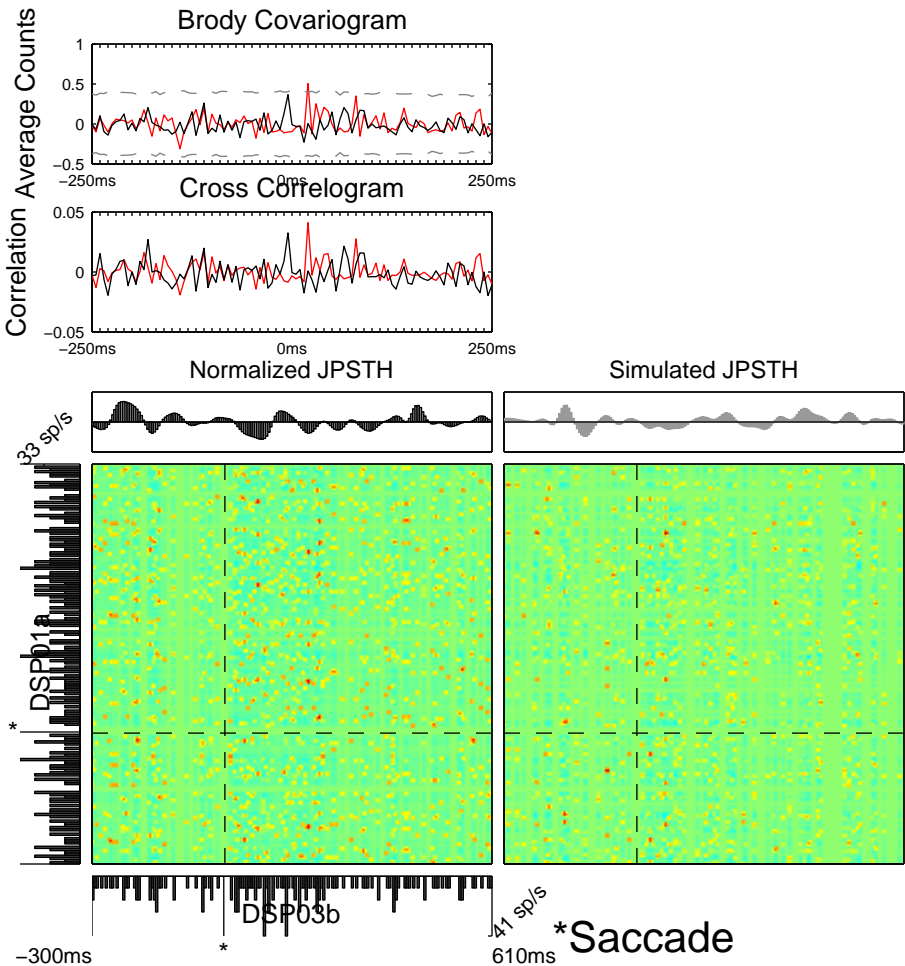 Brody Covariogram
Average Counts
1
0.5
0
−0.5
−250ms
0ms
250ms
Cross Correlogram
Correlation
0.05
0
−0.05
−250ms
0ms
250ms
Normalized JPSTH
Simulated JPSTH
33 sp/s
DSP01a
*
DSP03b
41 sp/s
*
*Saccade
−300ms
610ms